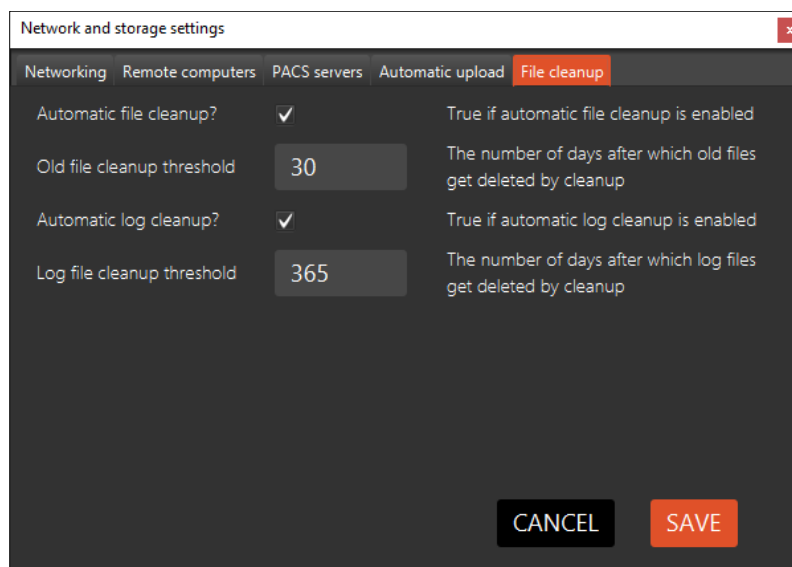 Network and storage settings
x
Networking Remote computers PACS servers Automatic upload File cleanup
Automatic file cleanup? True if automatic file cleanup is enabled
Old file cleanup threshold 30 The number of days after which old files
get deleted by cleanup
Automatic log cleanup? True if automatic log cleanup is enabled
Log file cleanup threshold 365 The number of days after which log files
get deleted by cleanup
CANCEL SAVE